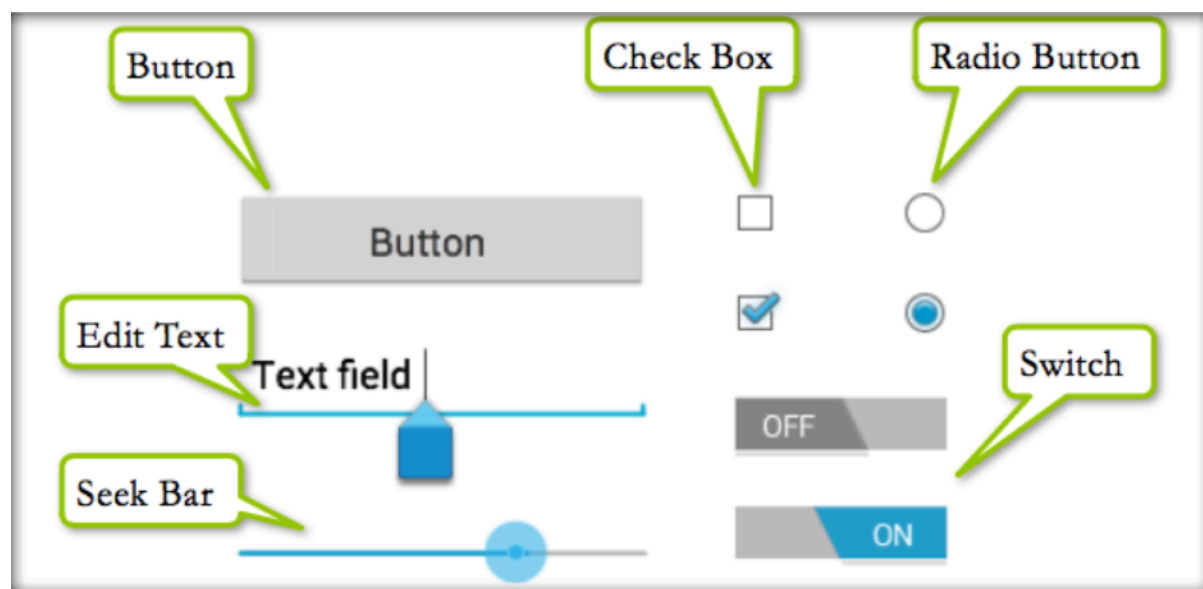 Button
Check Box
Radio Button
Button
Edit Text
Text field
Switch
OFF
Seek Bar
ON